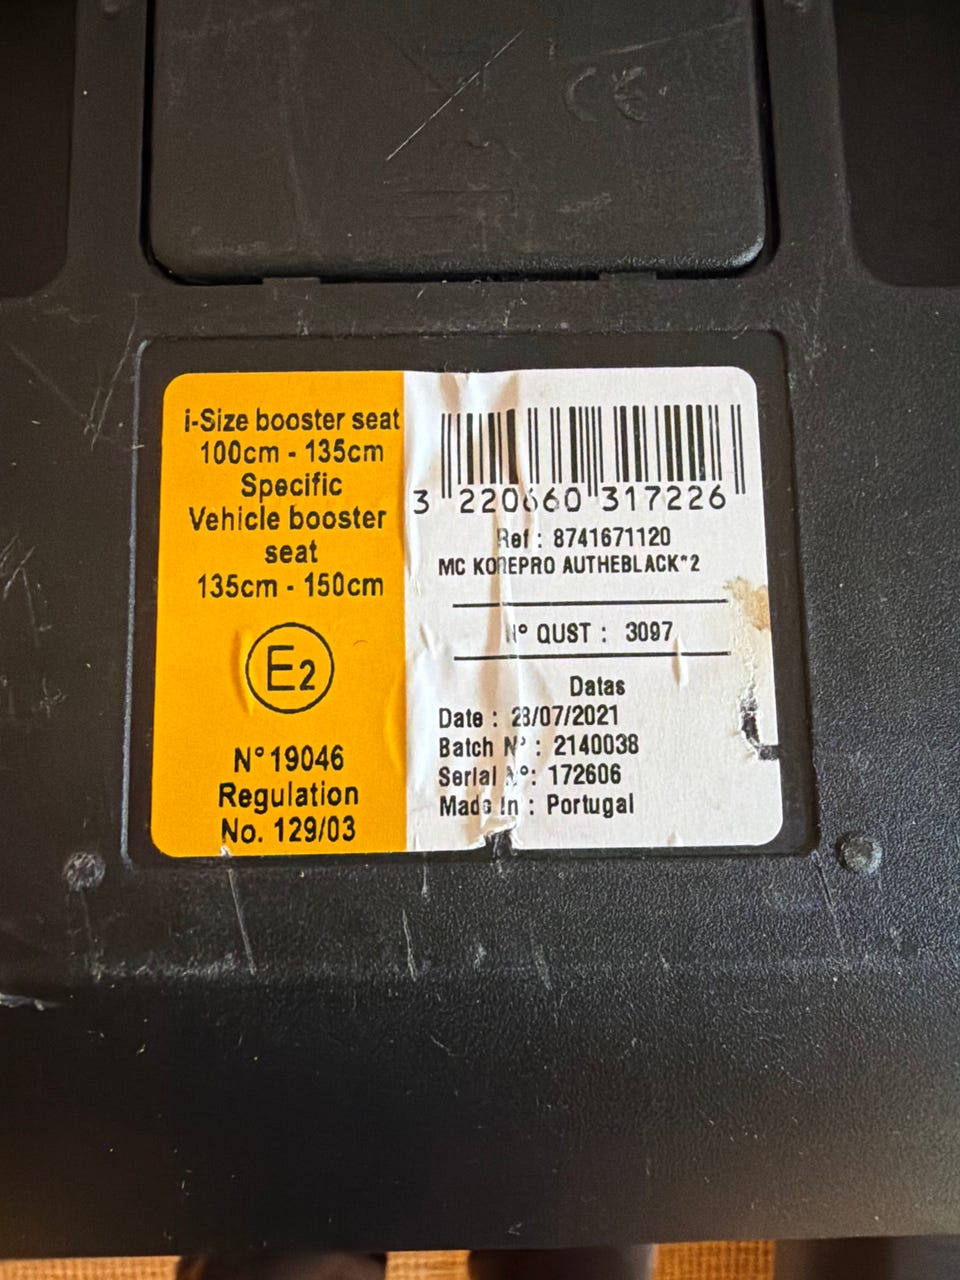 CE
i-Size booster seat
100cm - 135cm
Specific
Vehicle booster
seat
135cm - 150cm
E2
N° 19046
Regulation
No. 129/03
3 220660 317226
Ref : 8741671120
MC KOREPRO AUTHEBLACK*2
N° QUST : 3097
Datas
Date : 23/07/2021
Batch N° : 2140038
Serial N°: 172606
Made In : Portugal